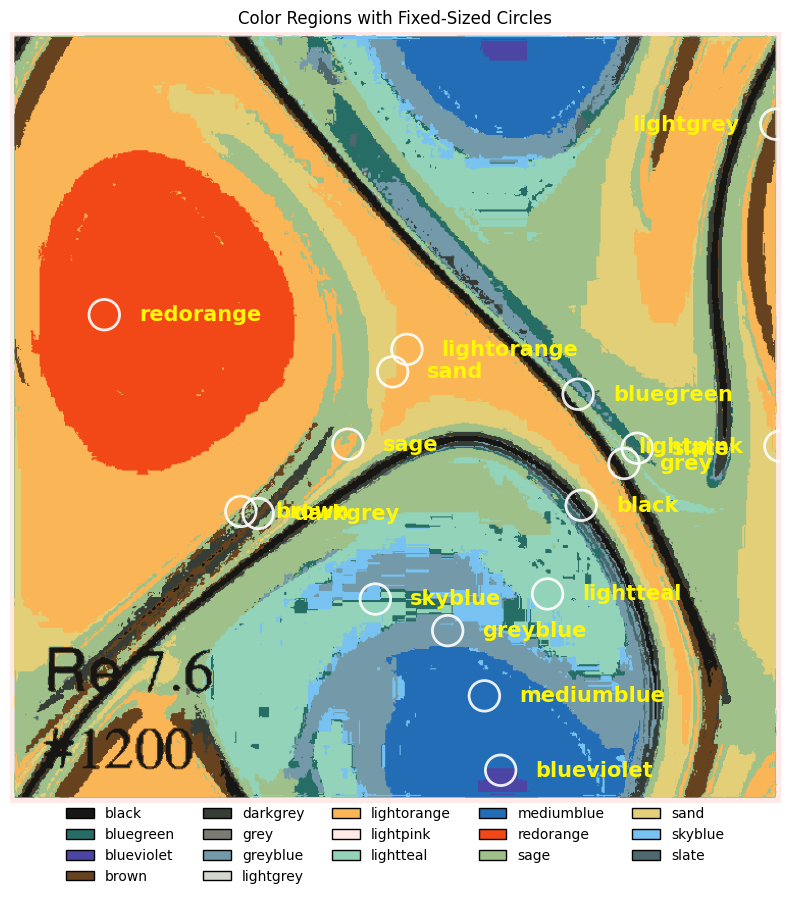 Color Regions with Fixed-Sized Circles
lightgrey
redorange
lightorange
sand
bluegreen
sage
lightpink
slate
grey
black
brown
darkgrey
skyblue
lightteal
greyblue
Re 7.6
mediumblue
#1200
blueviolet
black darkgrey lightorange mediumblue sand
bluegreen grey lightpink redorange skyblue
blueviolet greyblue lightteal sage slate
brown lightgrey